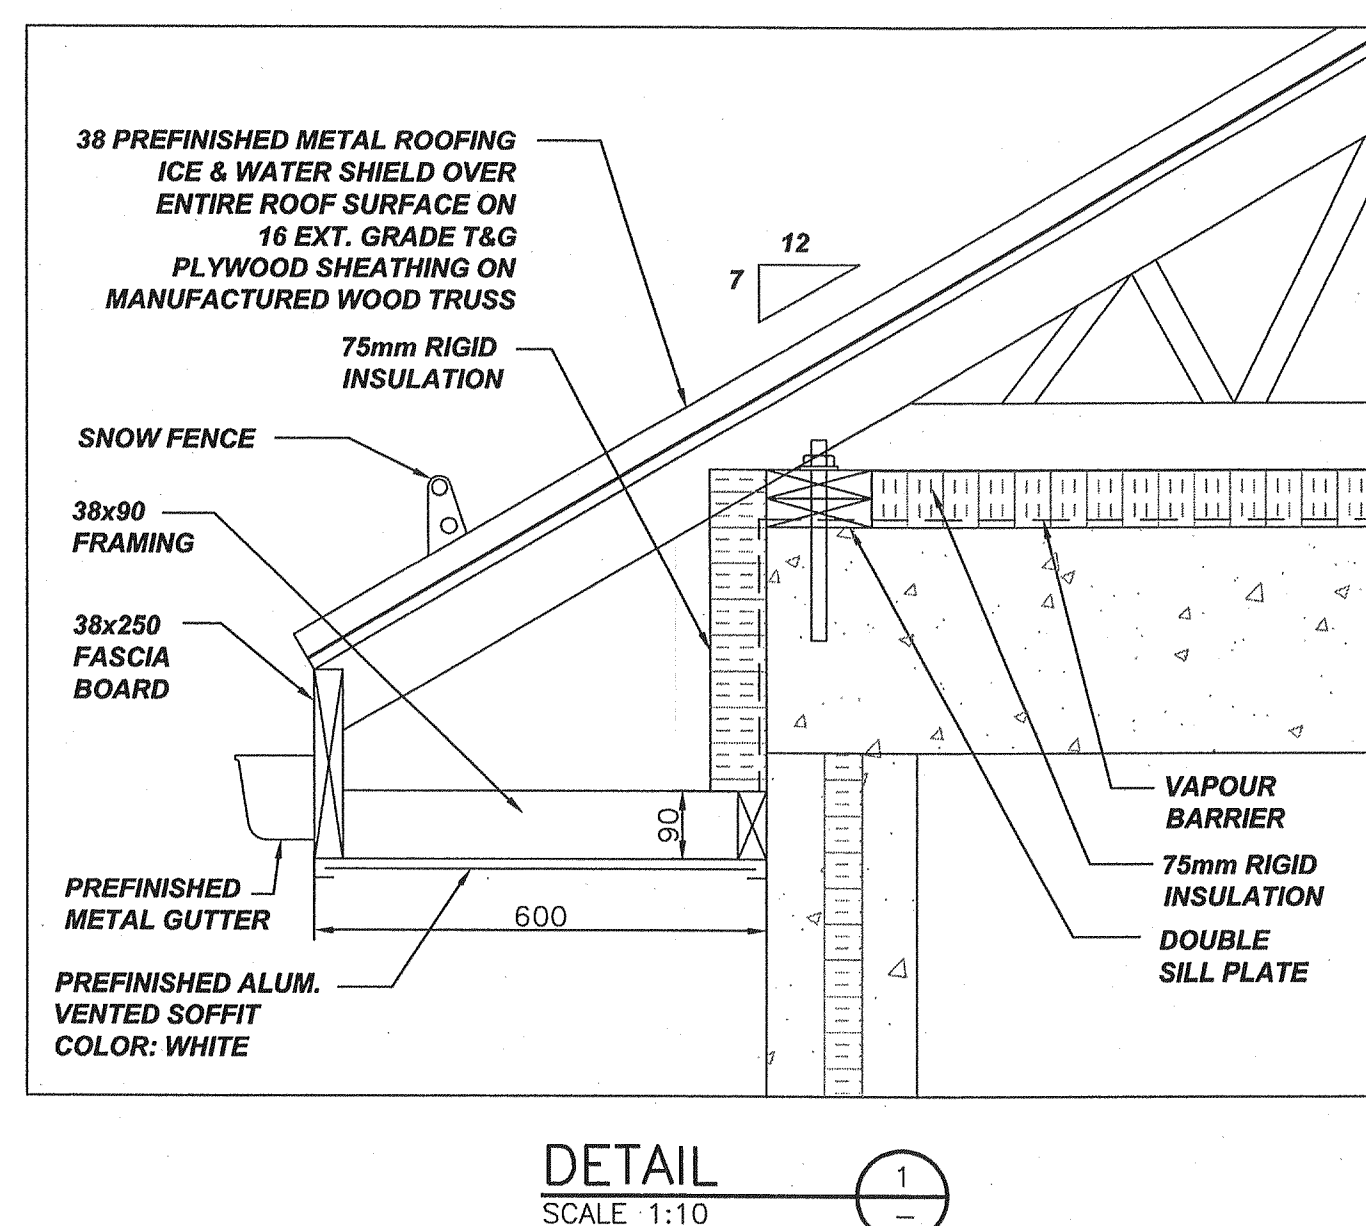 38 PREFINISHED METAL ROOFING
ICE & WATER SHIELD OVER
ENTIRE ROOF SURFACE ON
16 EXT. GRADE T&G
PLYWOOD SHEATHING ON
MANUFACTURED WOOD TRUSS
12
7
75mm RIGID
INSULATION
SNOW FENCE
38x90
FRAMING
38x250
FASCIA
BOARD
90
PREFINISHED
METAL GUTTER
600
PREFINISHED ALUM.
VENTED SOFFIT
COLOR: WHITE
VAPOUR
BARRIER
75mm RIGID
INSULATION
DOUBLE
SILL PLATE
DETAIL
1
–
SCALE 1:10